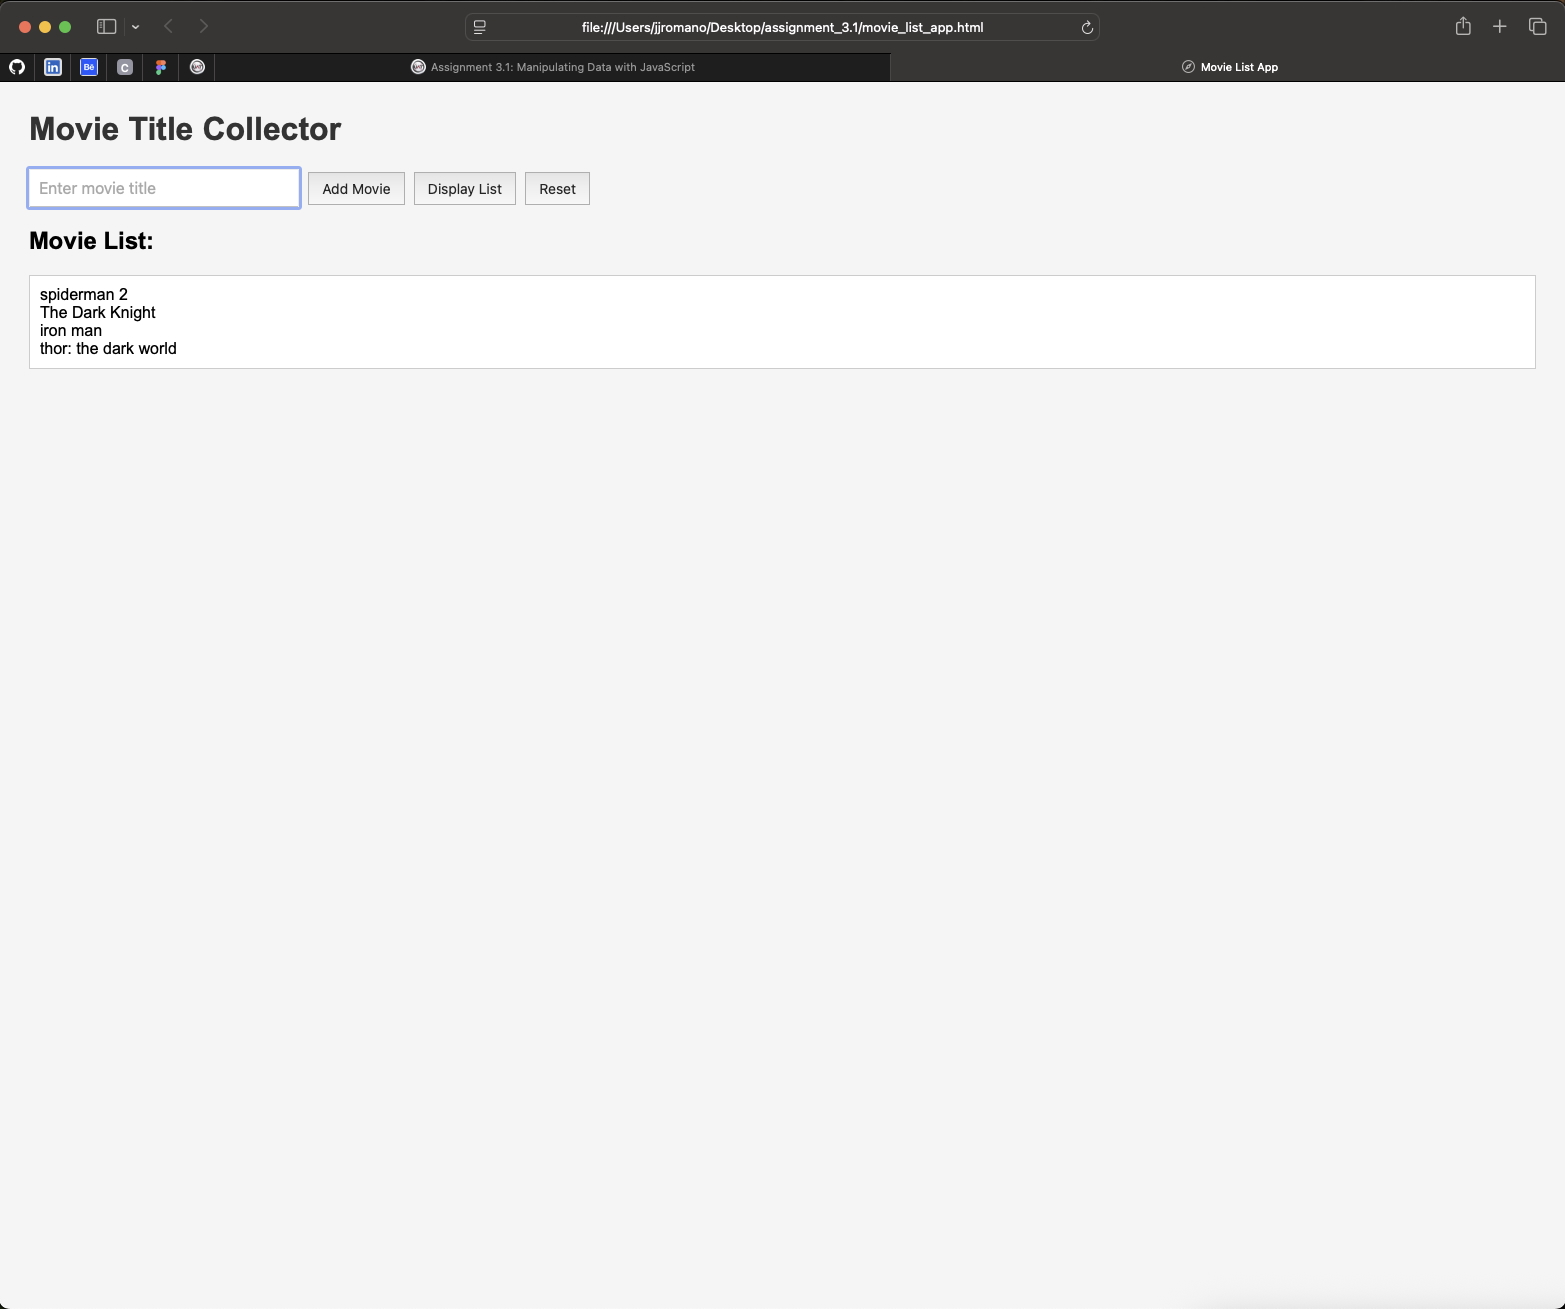 file:///Users/jjromano/Desktop/assignment_3.1/movie_list_app.html
in
Bē
C
Assignment 3.1: Manipulating Data with JavaScript
Movie List App
Movie Title Collector
Enter movie title
Add Movie
Display List
Reset
Movie List:
spiderman 2
The Dark Knight
iron man
thor: the dark world